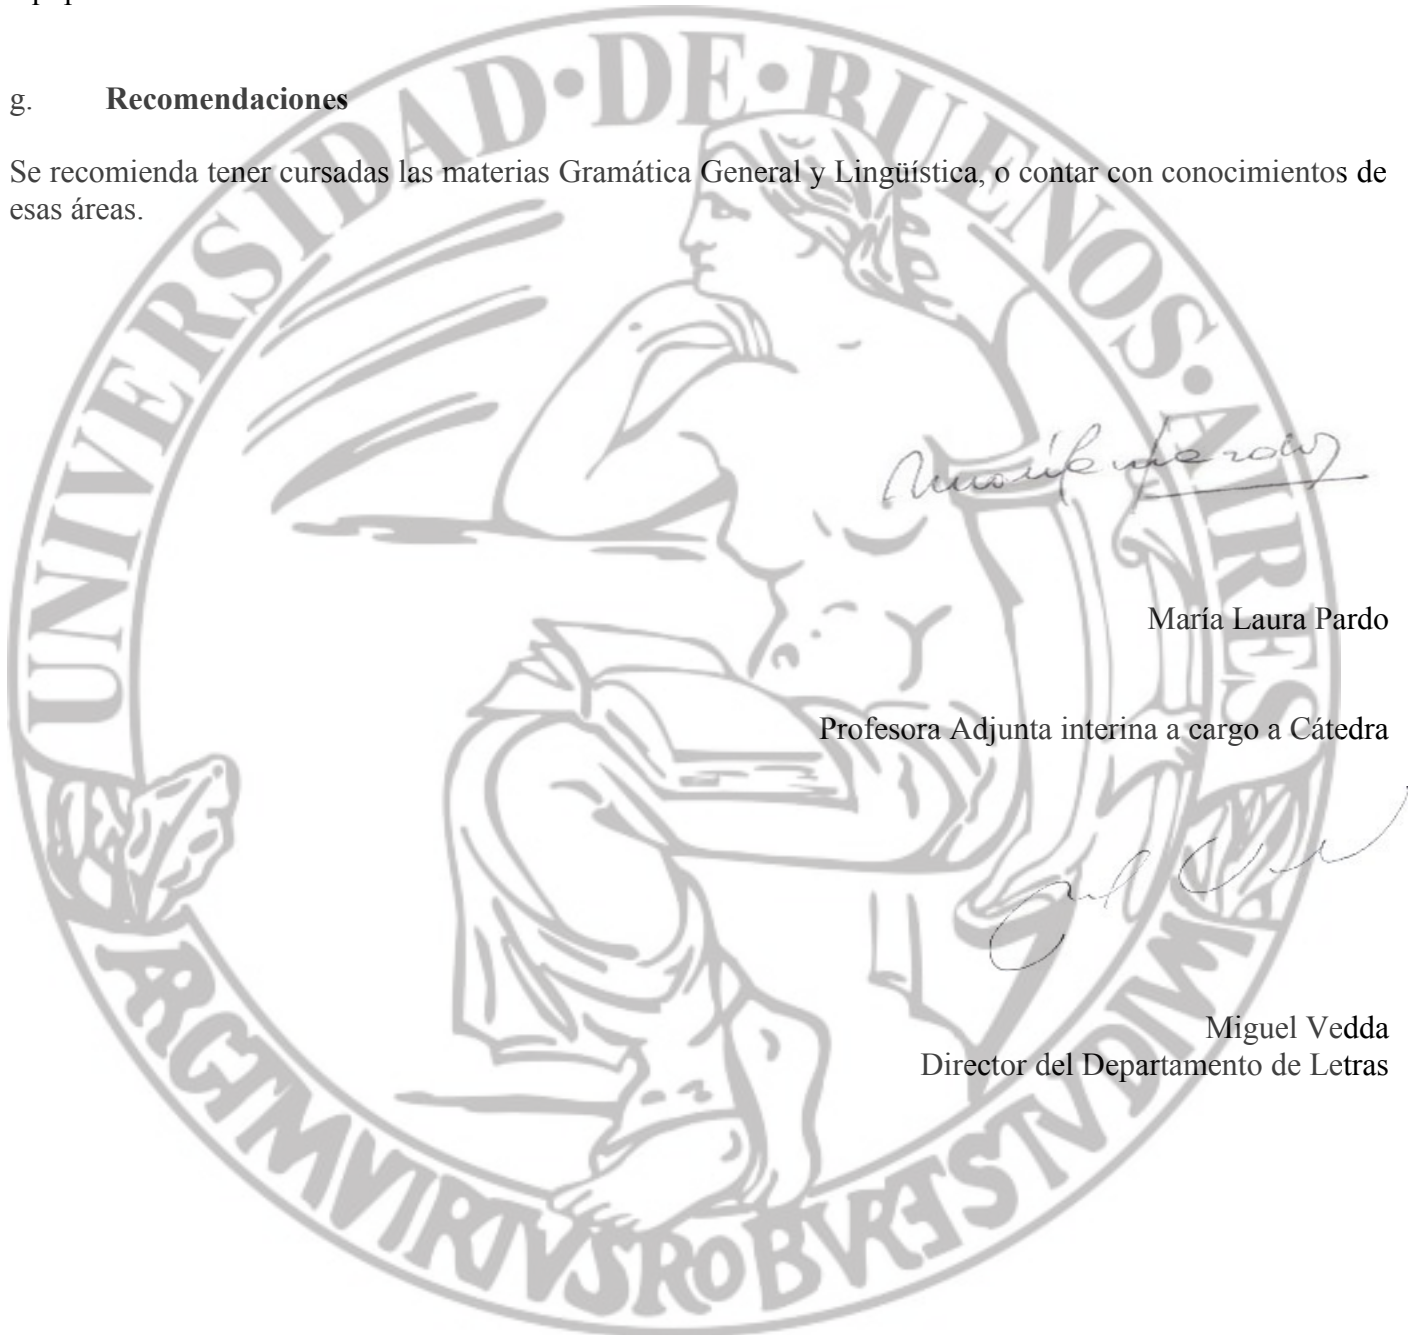 g. Recomendaciones
Se recomienda tener cursadas las materias Gramática General y Lingüística, o contar con conocimientos de
esas áreas.
María Laura Pardo
Profesora Adjunta interina a cargo a Cátedra
Miguel Vedda
Director del Departamento de Letras
UNIVERSIDAD·DE·BUENOS·AIRES
ARGTMVIRTVSROBVRETSTVDIVM